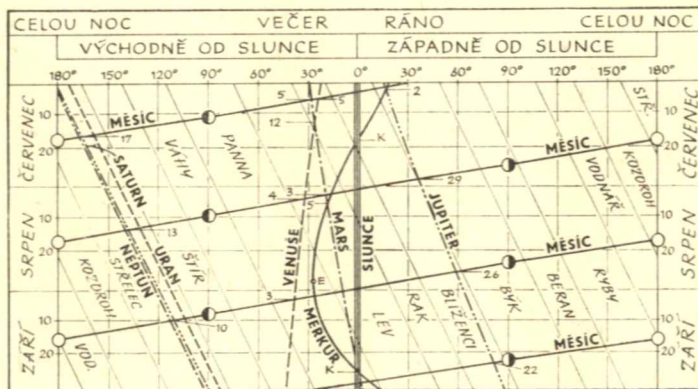 CELOU NOC VEČER RÁNO CELOU NOC
VÝCHODNĚ OD SLUNCE ZÁPADNĚ OD SLUNCE
180° 90° 60° 30° 0° 30° 60° 90° 120° 150° 180°
ČERVENEC
SRPEN
ZÁŘÍ
10
20
10
20
10
20
MĚSÍC
17
5
5
12
2
K
STŘ.
VÁHY
PANNA
MĚSÍC
VODNÁŘ
KOZOROH
SATURN
URAN
NEPTUN
4
3
5
29
13
ŠTÍR
STŘELEC
KOZOROH
VENUŠE
MARS
SLUNCE
JUPITER
MĚSÍC
26
E
3
10
MERKUR
LEV
RAK
BLÍŽENCI
BÝK
BERAN
RYBY
VOD.
K
MĚSÍC
22
10
20
10
20
10
20
ČERVENEC
SRPEN
ZÁŘÍ